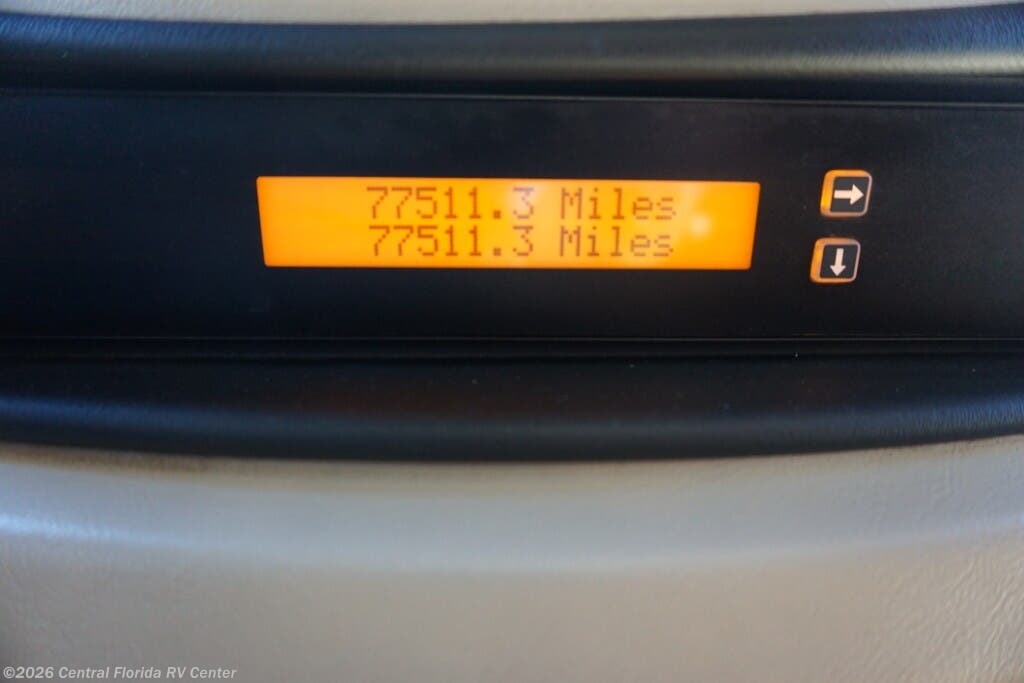 77511.3 Miles
77511.3 Miles
©2026 Central Florida RV Center